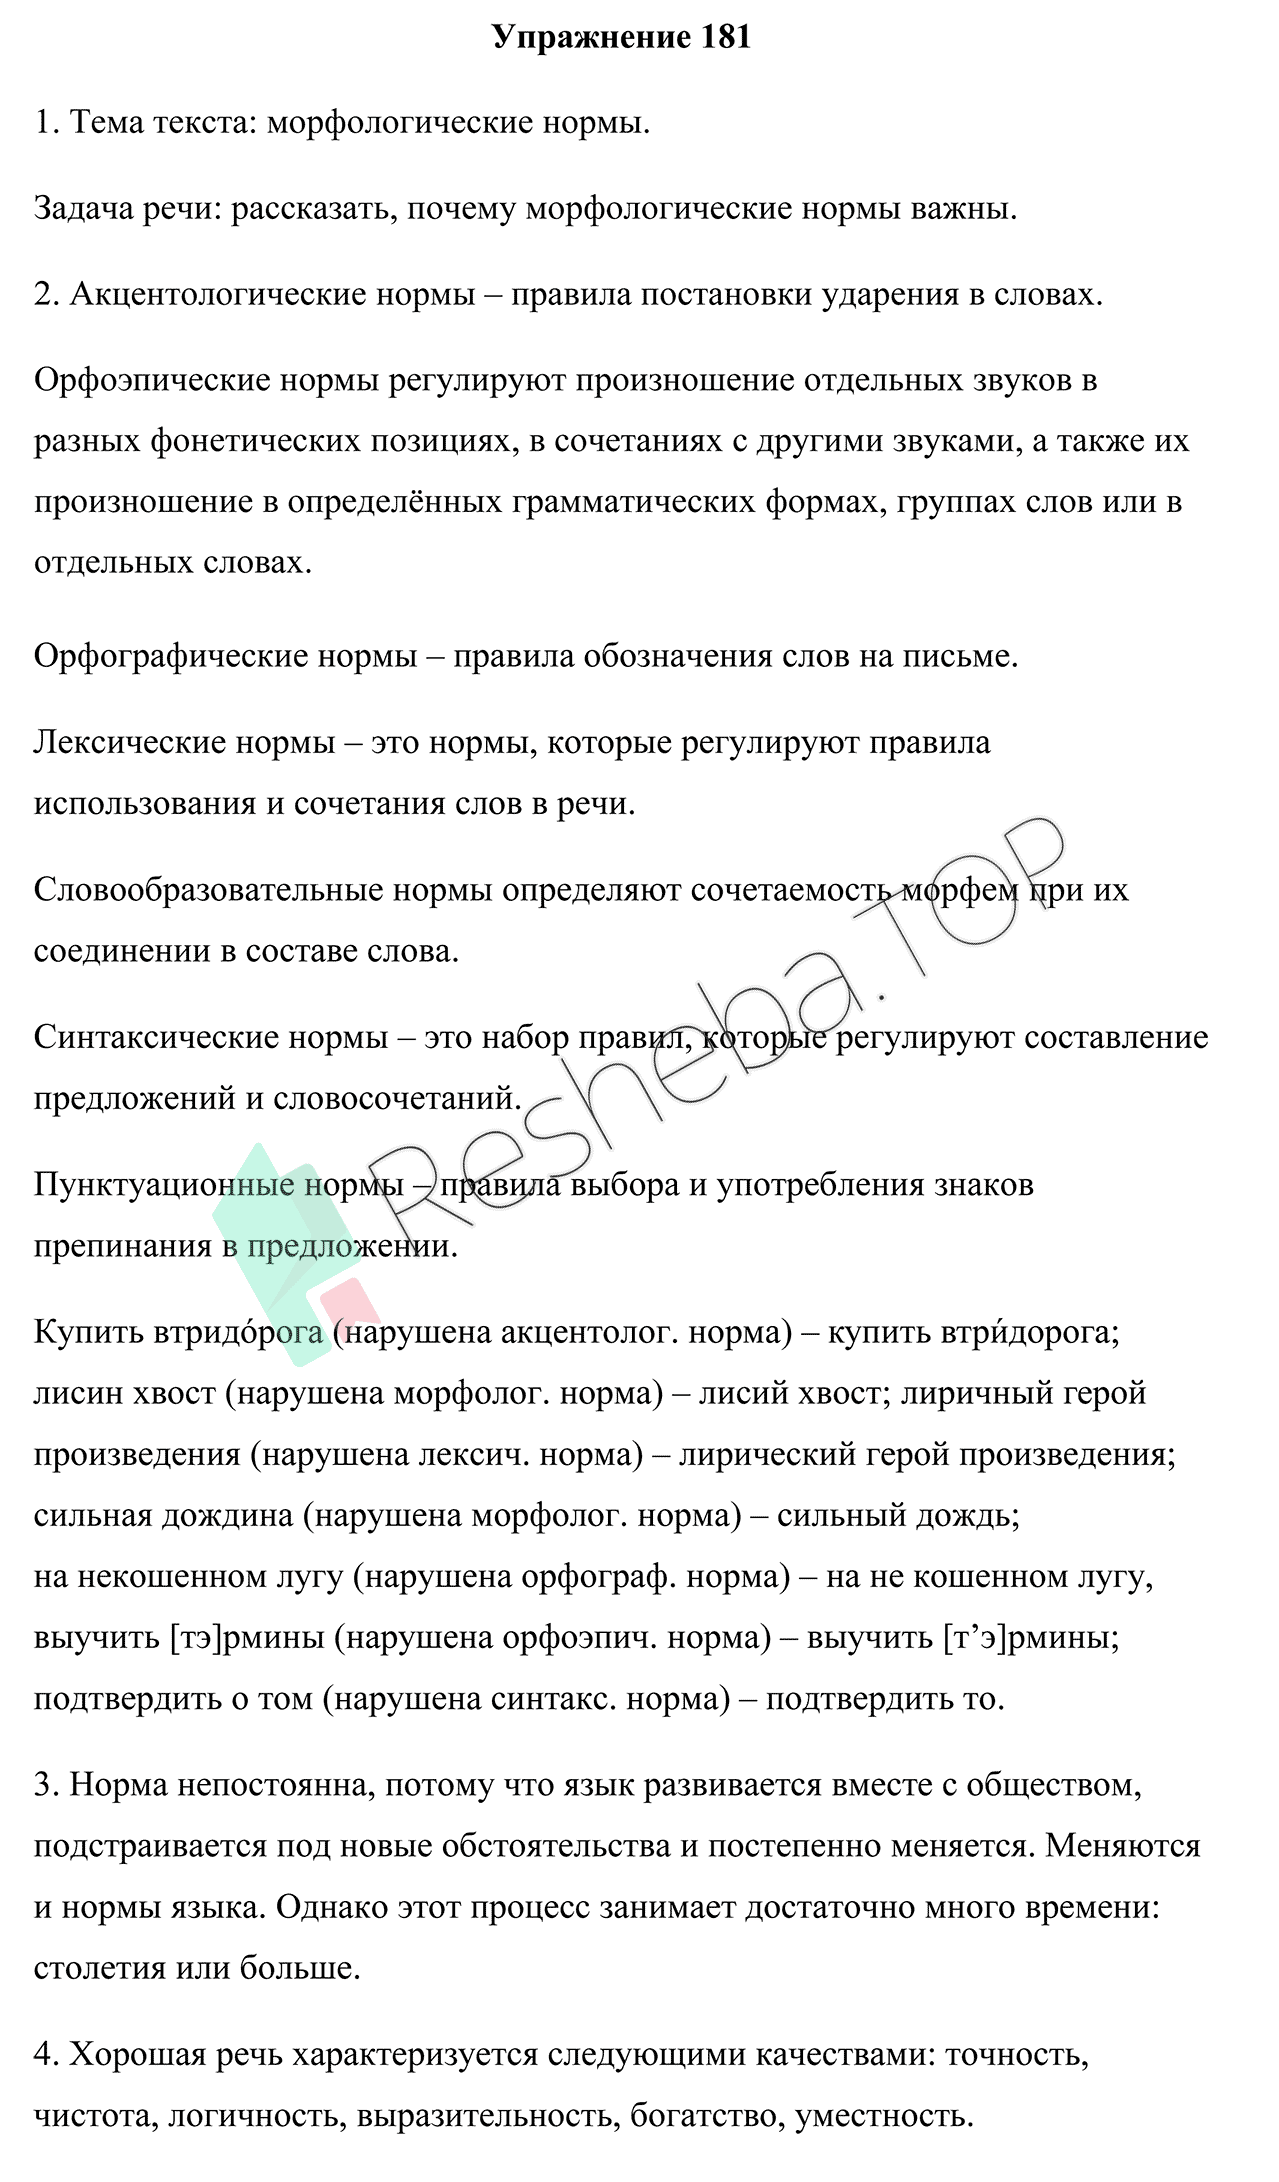 Упражнение 181
1. Тема текста: морфологические нормы.
Задача речи: рассказать, почему морфологические нормы важны.
2. Акцентологические нормы – правила постановки ударения в словах.
Орфоэпические нормы регулируют произношение отдельных звуков в
разных фонетических позициях, в сочетаниях с другими звуками, а также их
произношение в определённых грамматических формах, группах слов или в
отдельных словах.
Орфографические нормы – правила обозначения слов на письме.
Лексические нормы – это нормы, которые регулируют правила
использования и сочетания слов в речи.
Словообразовательные нормы определяют сочетаемость морфем при их
соединении в составе слова.
Синтаксические нормы – это набор правил, которые регулируют составление
предложений и словосочетаний.
Пунктуационные нормы – правила выбора и употребления знаков
препинания в предложении.
Купить втридо́рога (нарушена акцентолог. норма) – купить втри́дорога;
лисин хвост (нарушена морфолог. норма) – лисий хвост; лиричный герой
произведения (нарушена лексич. норма) – лирический герой произведения;
сильная дождина (нарушена морфолог. норма) – сильный дождь;
на некошенном лугу (нарушена орфограф. норма) – на не кошенном лугу,
выучить [тэ]рмины (нарушена орфоэпич. норма) – выучить [т’э]рмины;
подтвердить о том (нарушена синтакс. норма) – подтвердить то.
3. Норма непостоянна, потому что язык развивается вместе с обществом,
подстраивается под новые обстоятельства и постепенно меняется. Меняются
и нормы языка. Однако этот процесс занимает достаточно много времени:
столетия или больше.
4. Хорошая речь характеризуется следующими качествами: точность,
чистота, логичность, выразительность, богатство, уместность.
Resheba.TOP